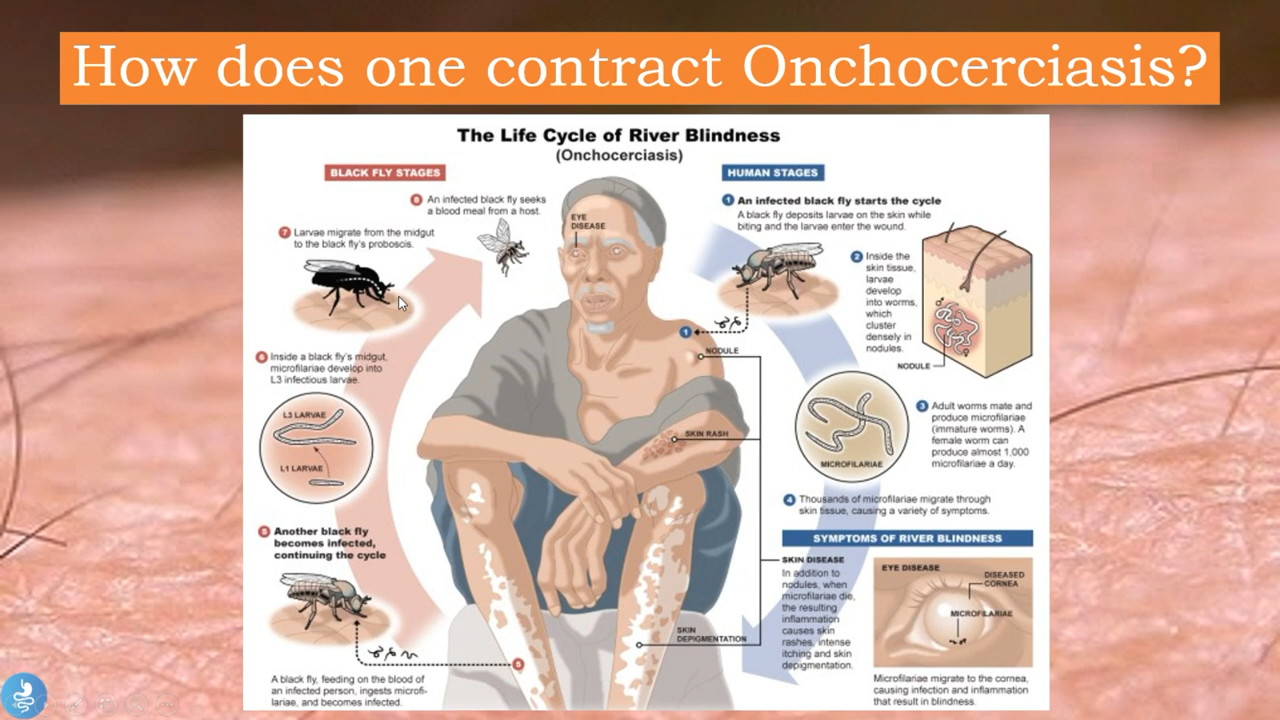 How does one contract Onchocerciasis?
The Life Cycle of River Blindness
(Onchocerciasis)
BLACK FLY STAGES
HUMAN STAGES
8 An infected black fly seeks
a blood meal from a host.
7 Larvae migrate from the midgut
to the black fly's proboscis.
6 Inside a black fly's midgut,
microfilariae develop into
L3 infectious larvae.
L3 LARVAE
L1 LARVAE
5 Another black fly
becomes infected,
continuing the cycle
5
A black fly, feeding on the blood of
an infected person, ingests microfi-
lariae, and becomes infected.
EYE
DISEASE
1 An infected black fly starts the cycle
A black fly deposits larvae on the skin while
biting and the larvae enter the wound.
1
2 Inside the
skin tissue,
larvae
develop
into worms,
which
cluster
densely in
nodules.
NODULE
NODULE
SKIN RASH
3 Adult worms mate and
produce microfilariae
(immature worms). A
female worm can
produce almost 1,000
microfilariae a day.
MICROFILARIAE
4 Thousands of microfilariae migrate through
skin tissue, causing a variety of symptoms.
SYMPTOMS OF RIVER BLINDNESS
SKIN DISEASE
In addition to
nodules, when
microfilariae die,
the resulting
inflammation
causes skin
rashes, intense
itching and skin
depigmentation.
SKIN
DEPIGMENTATION
EYE DISEASE
DISEASED
CORNEA
MICROFILARIAE
Microfilariae migrate to the cornea,
causing infection and inflammation
that result in blindness.